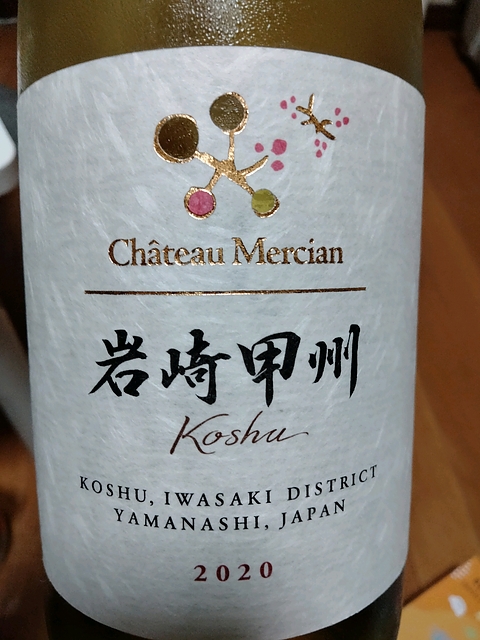 Château Mercian
岩崎甲州
Koshu
KOSHU, IWASAKI DISTRICT
YAMANASHI, JAPAN
2020